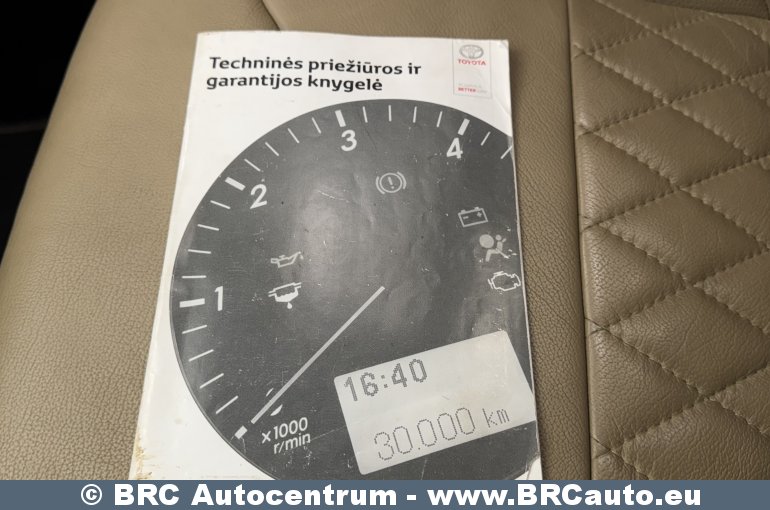 Techninės priežiūros ir
garantijos knygelė
TOYOTA
BETTER
1
2
3
4
x1000
r/min
16:40
30.000 km
© BRC Autocentrum - www.BRCauto.eu